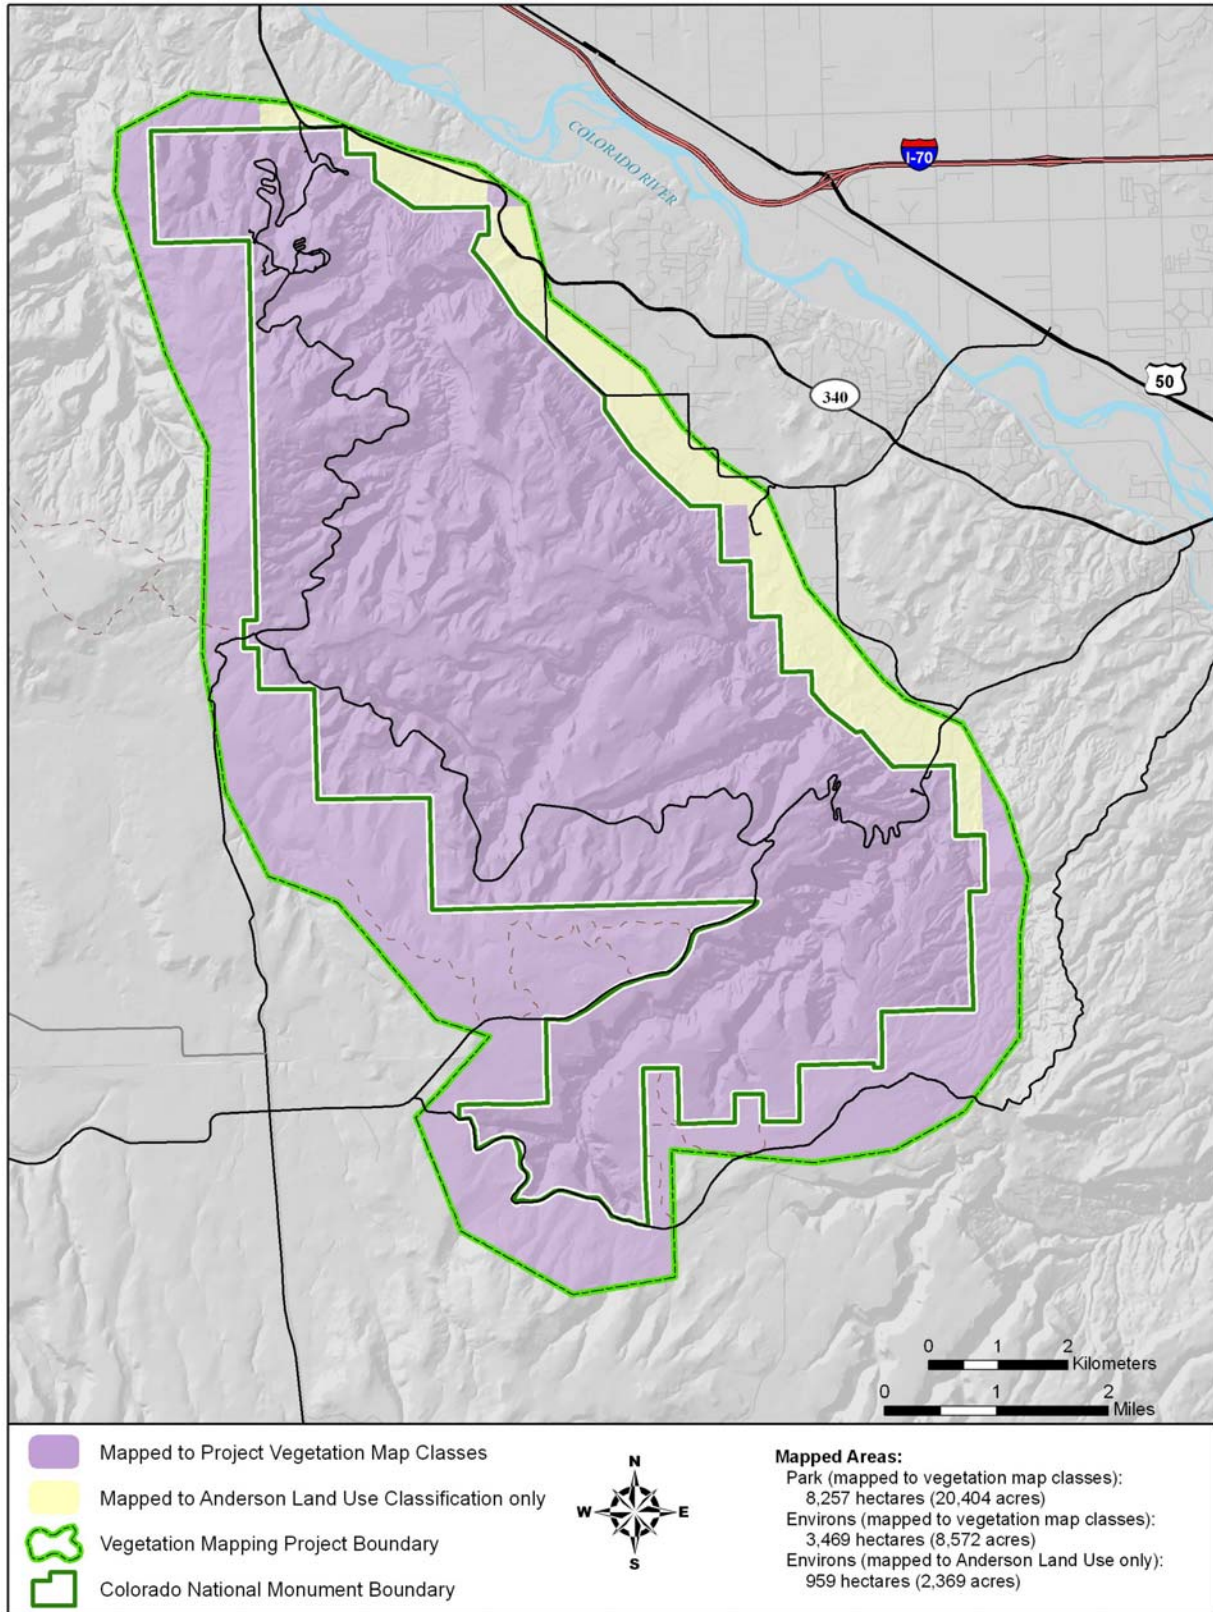 COLORADO RIVER
I-70
50
340
0 1 2
Kilometers
0 1 2
Miles
Mapped to Project Vegetation Map Classes
Mapped to Anderson Land Use Classification only
Vegetation Mapping Project Boundary
Colorado National Monument Boundary
N
W E
S
Mapped Areas:
Park (mapped to vegetation map classes):
8,257 hectares (20,404 acres)
Environs (mapped to vegetation map classes):
3,469 hectares (8,572 acres)
Environs (mapped to Anderson Land Use only):
959 hectares (2,369 acres)